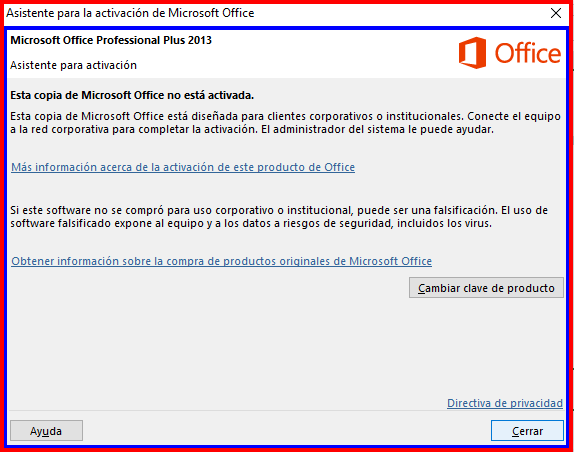 Asistente para la activación de Microsoft Office
Microsoft Office Professional Plus 2013
Asistente para activación
Office
Esta copia de Microsoft Office no está activada.
Esta copia de Microsoft Office está diseñada para clientes corporativos o institucionales. Conecte el equipo
a la red corporativa para completar la activación. El administrador del sistema le puede ayudar.
Más información acerca de la activación de este producto de Office
Si este software no se compró para uso corporativo o institucional, puede ser una falsificación. El uso de
software falsificado expone al equipo y a los datos a riesgos de seguridad, incluidos los virus.
Obtener información sobre la compra de productos originales de Microsoft Office
Cambiar clave de producto
Directiva de privacidad
Ayuda
Cerrar